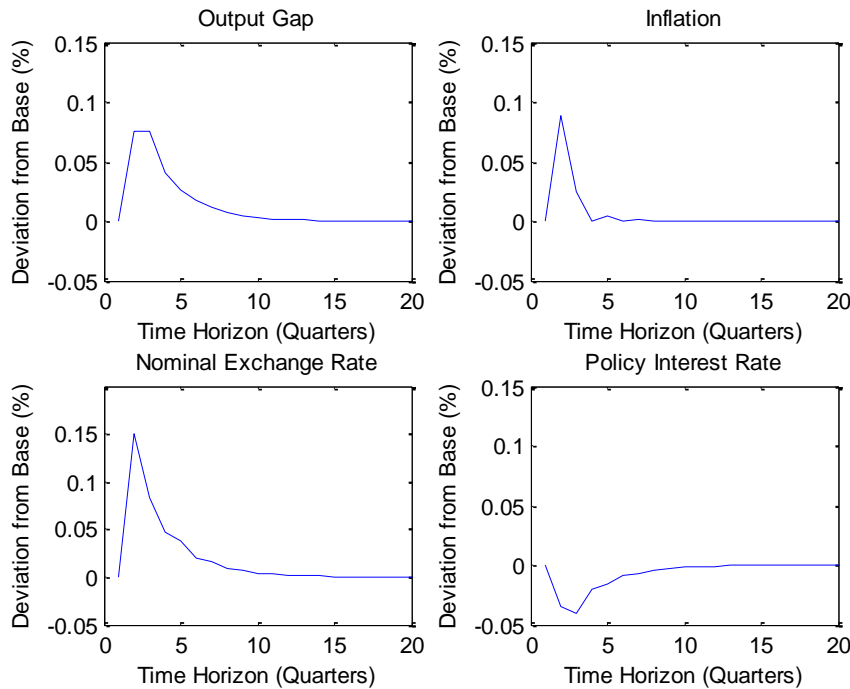 Output Gap
0.15
0.1
0.05
0
-0.05
0 5 10 15 20
Deviation from Base (%)
Time Horizon (Quarters)
Inflation
0.15
0.1
0.05
0
-0.05
0 5 10 15 20
Deviation from Base (%)
Time Horizon (Quarters)
Nominal Exchange Rate
0.15
0.1
0.05
0
-0.05
0 5 10 15 20
Deviation from Base (%)
Time Horizon (Quarters)
Policy Interest Rate
0.15
0.1
0.05
0
-0.05
0 5 10 15 20
Deviation from Base (%)
Time Horizon (Quarters)